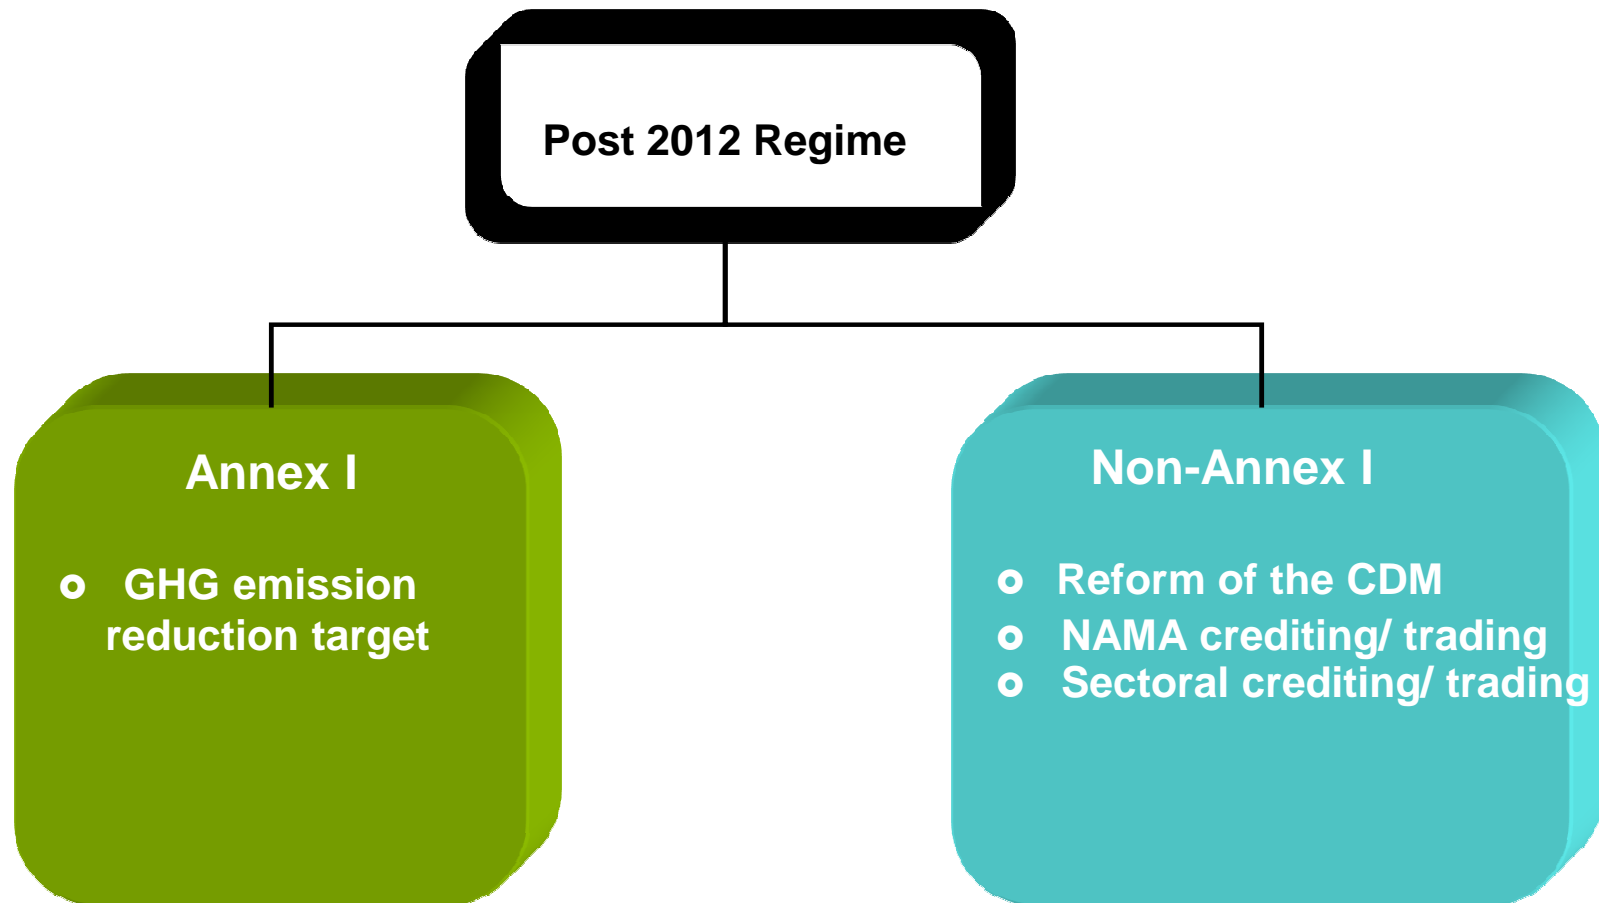 Post 2012 Regime
Annex I
GHG emission
reduction target
Non-Annex I
Reform of the CDM
NAMA crediting/ trading
Sectoral crediting/ trading